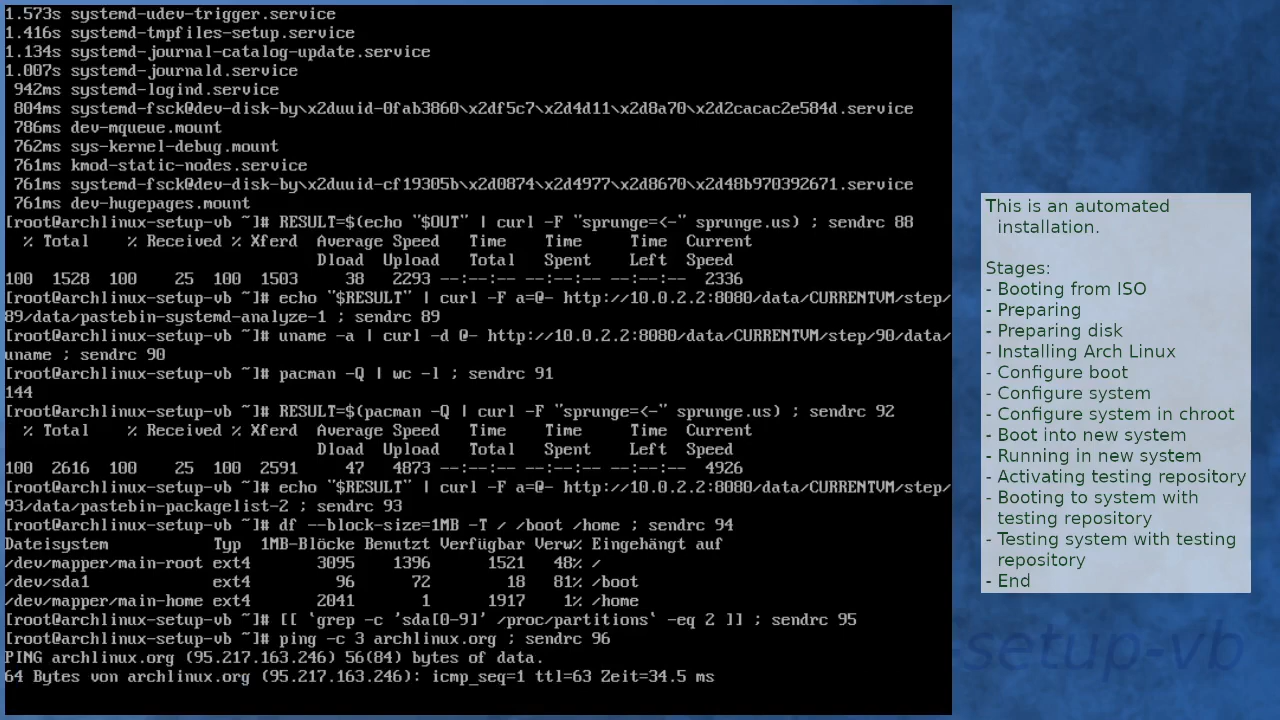 1.573s systemd-udev-trigger.service
1.416s systemd-tmpfiles-setup.service
1.134s systemd-journal-catalog-update.service
1.007s systemd-journald.service
942ms systemd-logind.service
804ms systemd-fsck@dev-disk-by\x2duuid-0fab3860\x2df5c7\x2d4d11\x2d8a70\x2d2cacac2e584d.service
786ms dev-mqueue.mount
762ms sys-kernel-debug.mount
761ms kmod-static-nodes.service
761ms systemd-fsck@dev-disk-by\x2duuid-cf19305b\x2d0874\x2d4977\x2d8670\x2d48b970392671.service
761ms dev-hugepages.mount
[root@archlinux-setup-vb ~]# RESULT=$(echo "$OUT" | curl -F "sprunge=<-" sprunge.us) ; sendrc 88
% Total % Received % Xferd Average Speed Time Time Time Current
Dload Upload Total Spent Left Speed
100 1528 100 25 100 1503 38 2293 --:--:-- --:--:-- --:--:-- 2336
[root@archlinux-setup-vb ~]# echo "$RESULT" | curl -F a=@- http://10.0.2.2:8080/data/CURRENTVM/step/
89/data/pastebin-systemd-analyze-1 ; sendrc 89
[root@archlinux-setup-vb ~]# uname -a | curl -d @- http://10.0.2.2:8080/data/CURRENTVM/step/90/data/
uname ; sendrc 90
[root@archlinux-setup-vb ~]# pacman -Q | wc -l ; sendrc 91
144
[root@archlinux-setup-vb ~]# RESULT=$(pacman -Q | curl -F "sprunge=<-" sprunge.us) ; sendrc 92
% Total % Received % Xferd Average Speed Time Time Time Current
Dload Upload Total Spent Left Speed
100 2616 100 25 100 2591 47 4873 --:--:-- --:--:-- --:--:-- 4926
[root@archlinux-setup-vb ~]# echo "$RESULT" | curl -F a=@- http://10.0.2.2:8080/data/CURRENTVM/step/
93/data/pastebin-packagelist-2 ; sendrc 93
[root@archlinux-setup-vb ~]# df --block-size=1MB -T / /boot /home ; sendrc 94
Dateisystem Typ 1MB-Blöcke Benutzt Verfügbar Verw% Eingehängt auf
/dev/mapper/main-root ext4 3095 1396 1521 48% /
/dev/sda1 ext4 96 72 18 81% /boot
/dev/mapper/main-home ext4 2041 1 1917 1% /home
[root@archlinux-setup-vb ~]# [[ `grep -c 'sda[0-9]' /proc/partitions` -eq 2 ]] ; sendrc 95
[root@archlinux-setup-vb ~]# ping -c 3 archlinux.org ; sendrc 96
PING archlinux.org (95.217.163.246) 56(84) bytes of data.
64 Bytes von archlinux.org (95.217.163.246): icmp_seq=1 ttl=63 Zeit=34.5 ms
This is an automated
installation.
Stages:
- Booting from ISO
- Preparing
- Preparing disk
- Installing Arch Linux
- Configure boot
- Configure system
- Configure system in chroot
- Boot into new system
- Running in new system
- Activating testing repository
- Booting to system with
testing repository
- Testing system with testing
repository
- End
-setup-vb